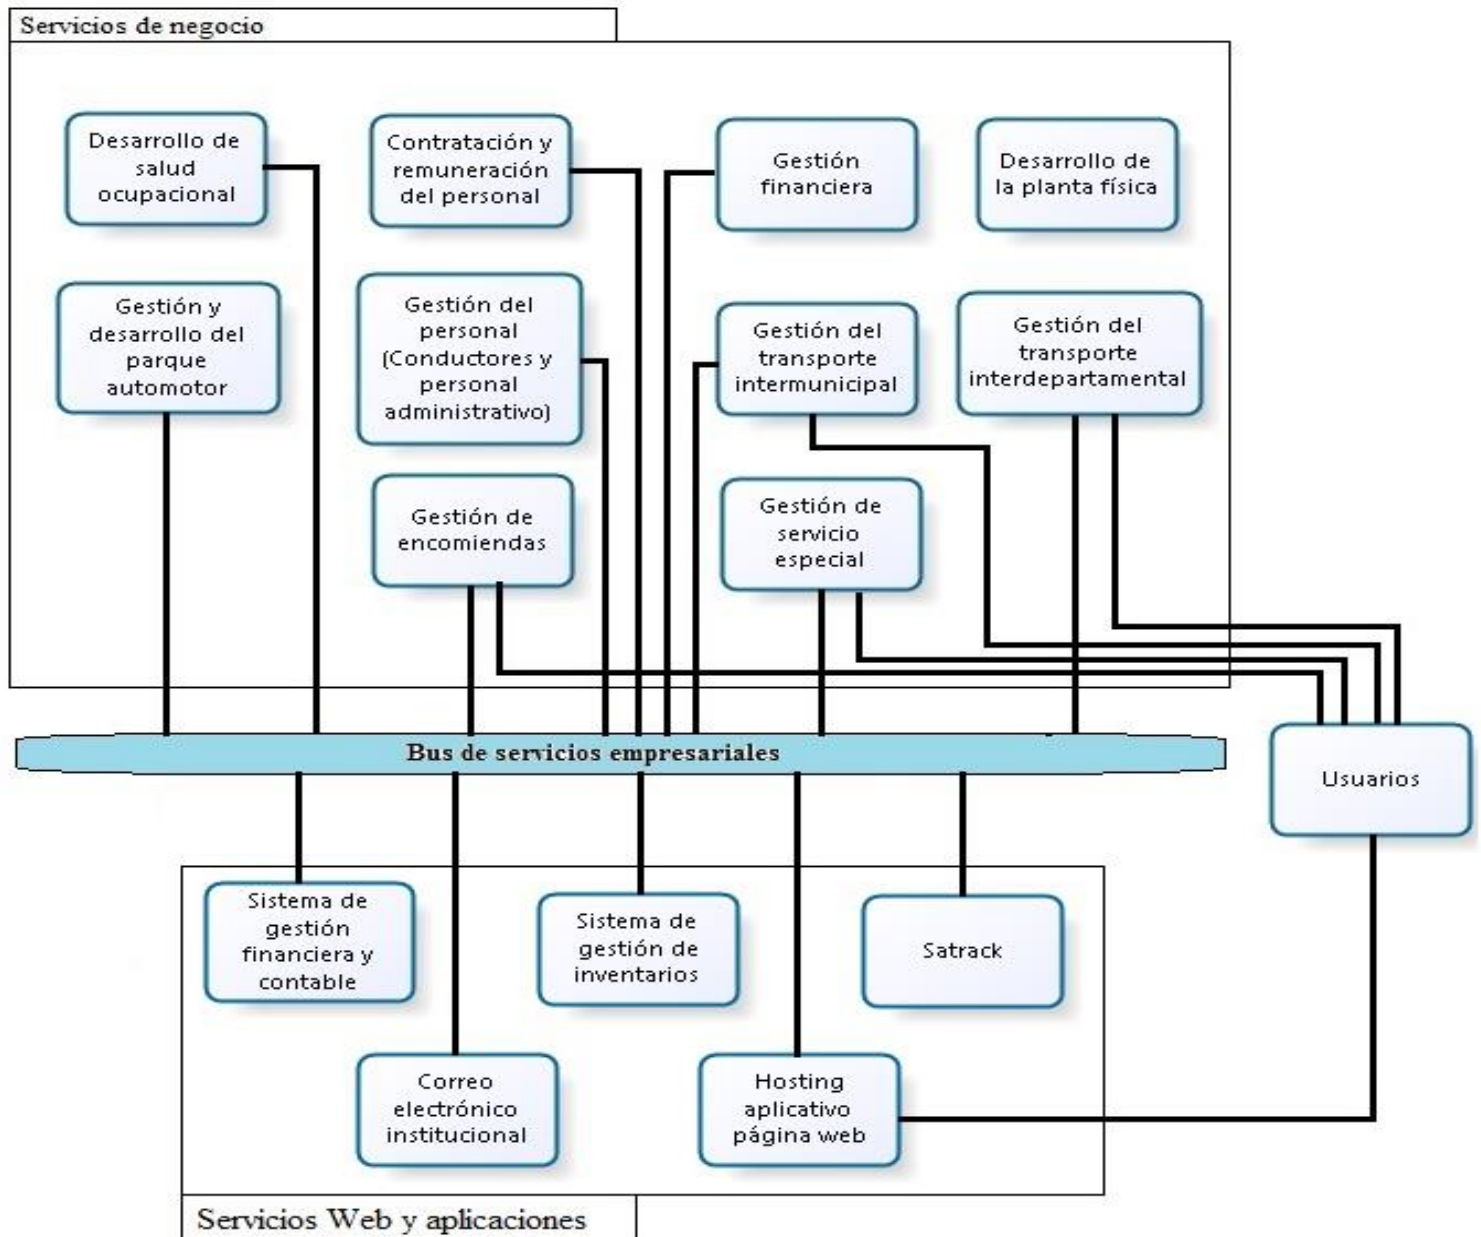 Servicios de negocio
Desarrollo de
salud
ocupacional
Contratación y
remuneración
del personal
Gestión
financiera
Desarrollo de
la planta física
Gestión y
desarrollo del
parque
automotor
Gestión del
personal
(Conductores y
personal
administrativo)
Gestión del
transporte
intermunicipal
Gestión del
transporte
interdepartamental
Gestión de
encomiendas
Gestión de
servicio
especial
Bus de servicios empresariales
Usuarios
Sistema de
gestión
financiera y
contable
Sistema de
gestión de
inventarios
Satrack
Correo
electrónico
institucional
Hosting
aplicativo
página web
Servicios Web y aplicaciones